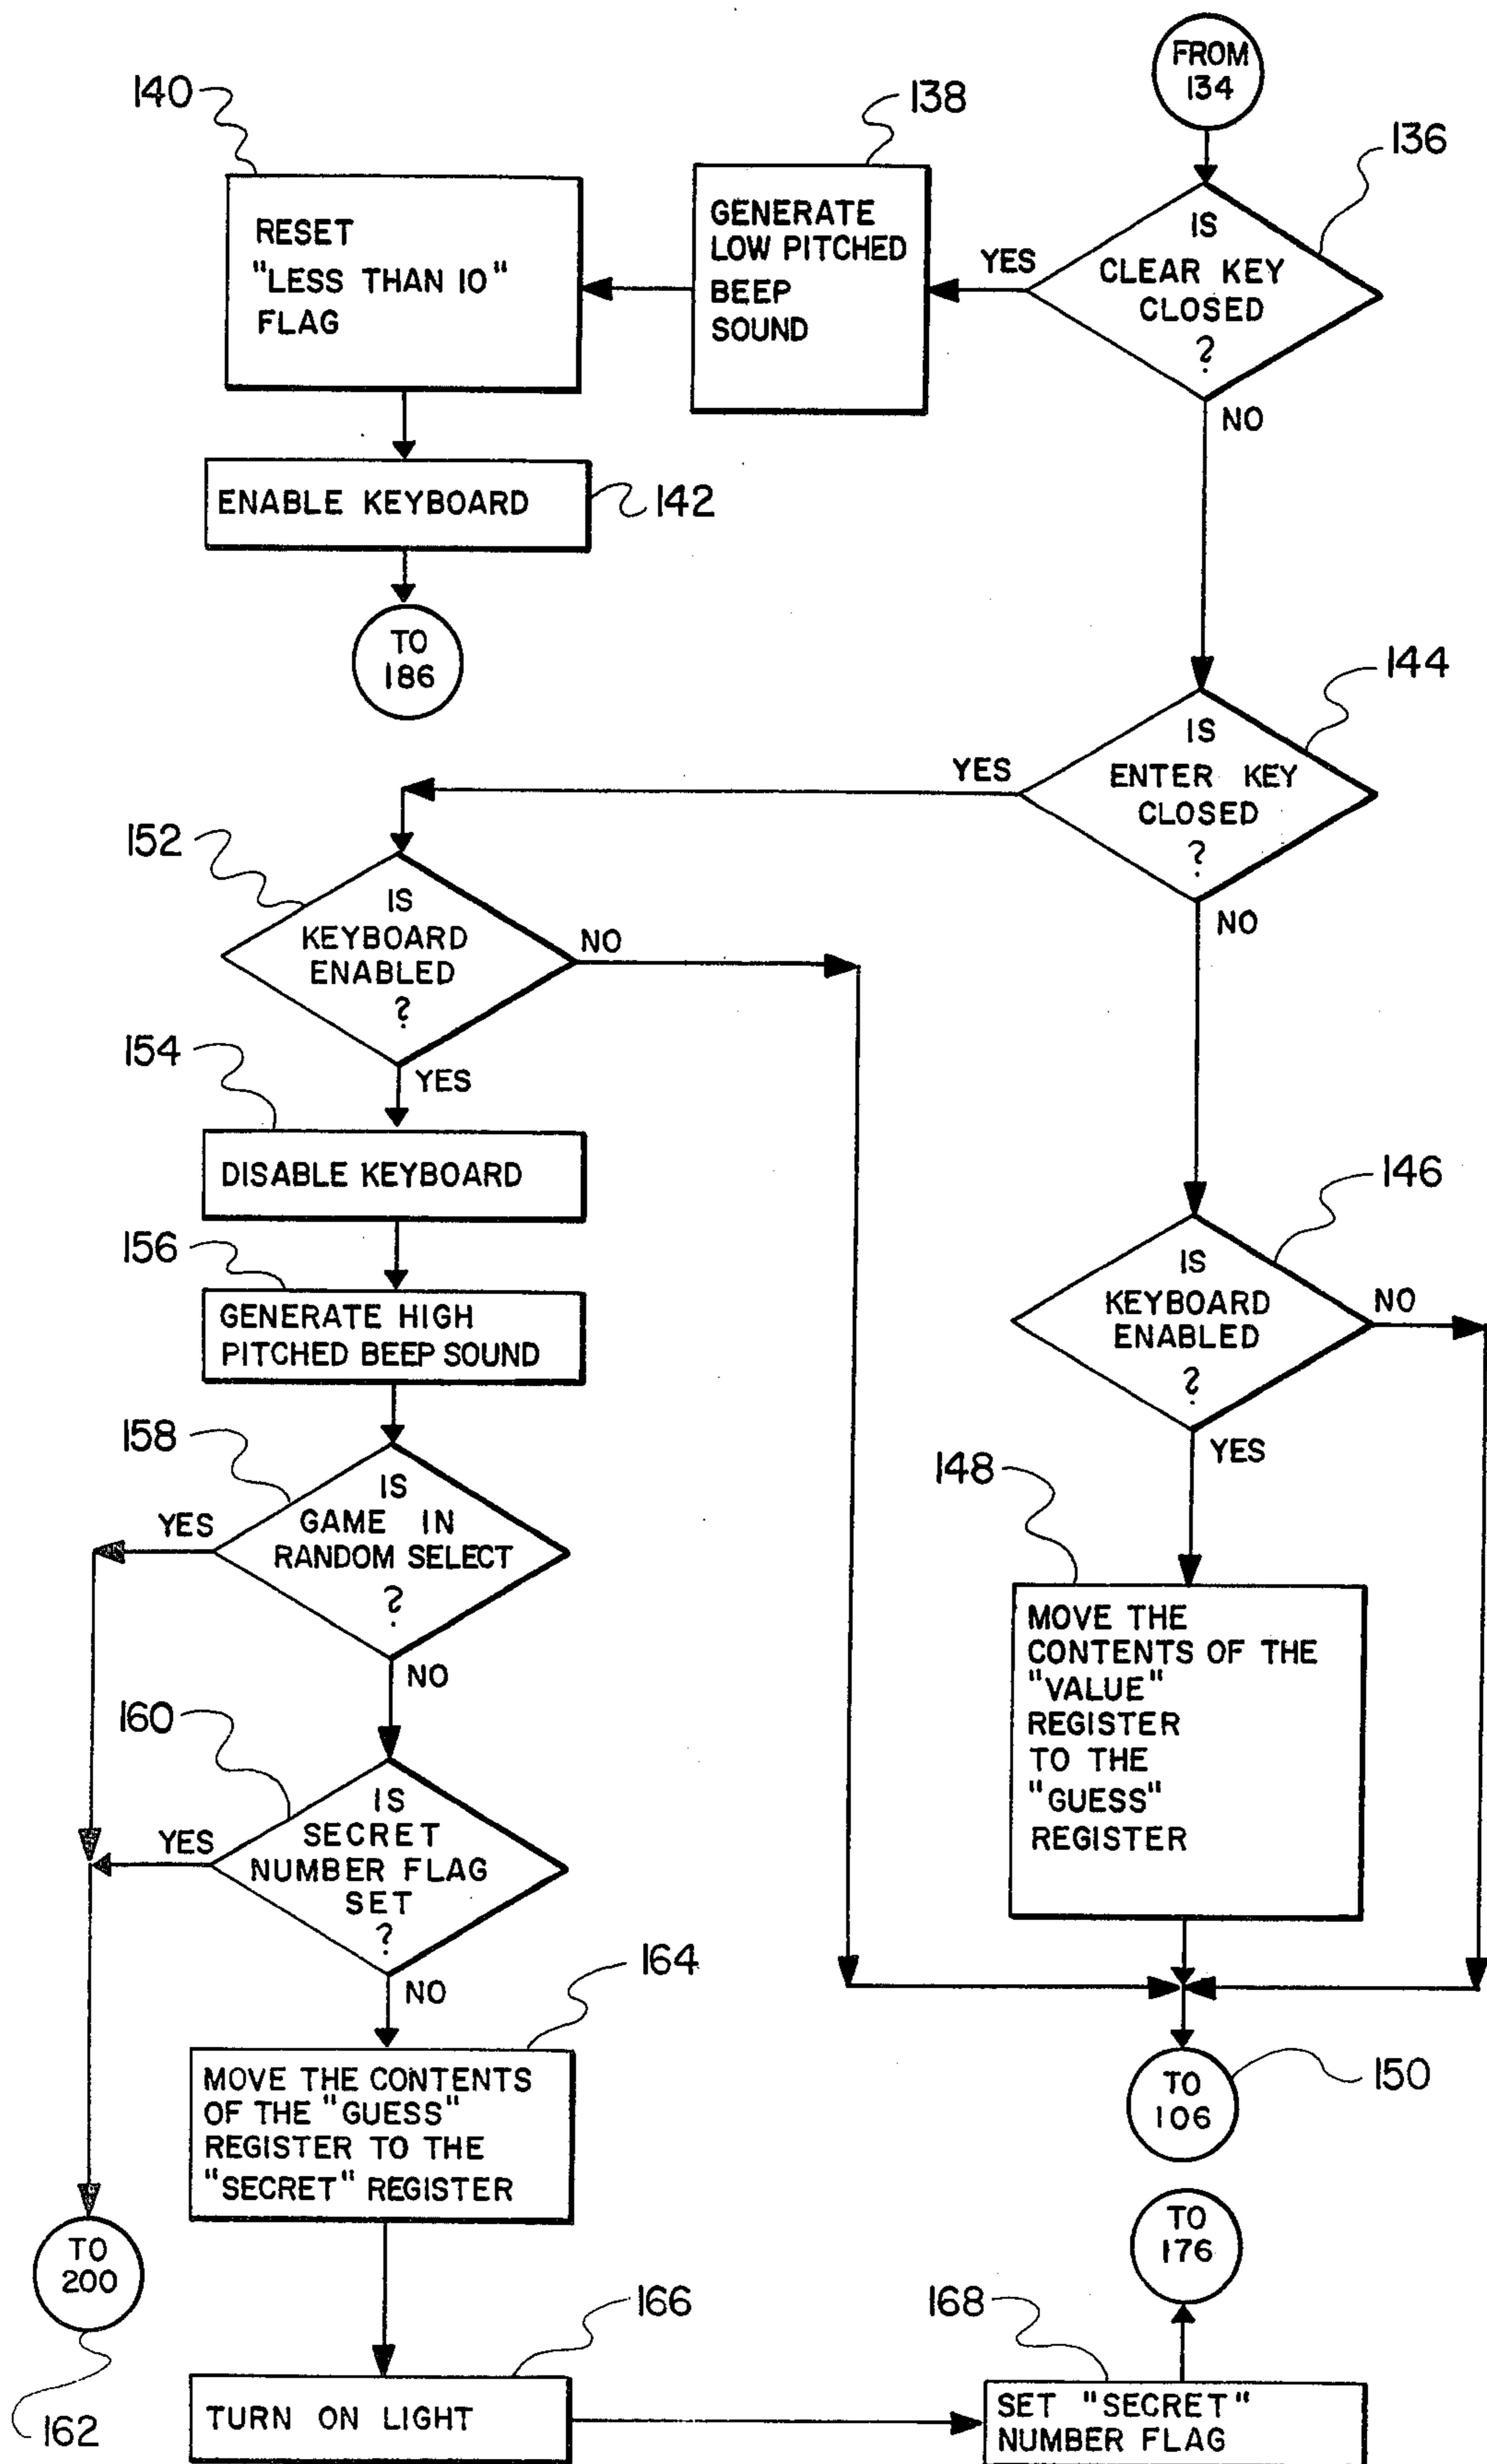 FROM
134
136
IS
CLEAR KEY
CLOSED
?
YES
NO
138
GENERATE
LOW PITCHED
BEEP
SOUND
140
RESET
"LESS THAN 10"
FLAG
ENABLE KEYBOARD
142
TO
186
144
IS
ENTER KEY
CLOSED
?
YES
NO
152
IS
KEYBOARD
ENABLED
?
NO
YES
154
DISABLE KEYBOARD
156
GENERATE HIGH
PITCHED BEEP SOUND
146
IS
KEYBOARD
ENABLED
?
NO
YES
148
MOVE THE
CONTENTS OF THE
"VALUE"
REGISTER
TO THE
"GUESS"
REGISTER
158
IS
GAME IN
RANDOM SELECT
?
YES
NO
160
IS
SECRET
NUMBER FLAG
SET
?
YES
NO
164
MOVE THE CONTENTS
OF THE "GUESS"
REGISTER TO THE
"SECRET" REGISTER
TO
106
150
TO
200
162
166
TURN ON LIGHT
168
SET "SECRET"
NUMBER FLAG
TO
176